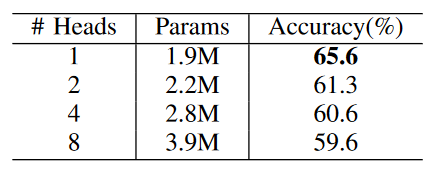 # Heads Params Accuracy(%)
1 1.9M 65.6
2 2.2M 61.3
4 2.8M 60.6
8 3.9M 59.6